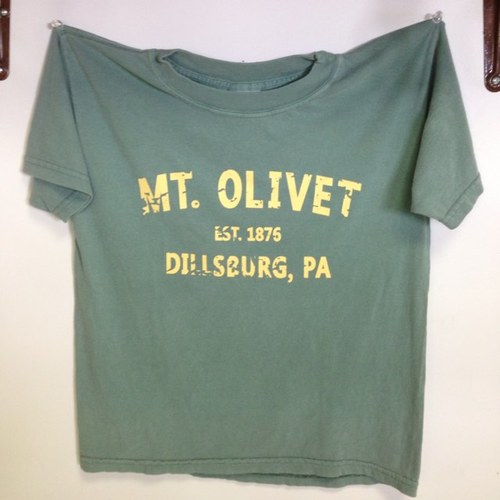 MT. OLIVET
EST. 1876
DILLSBURG, PA